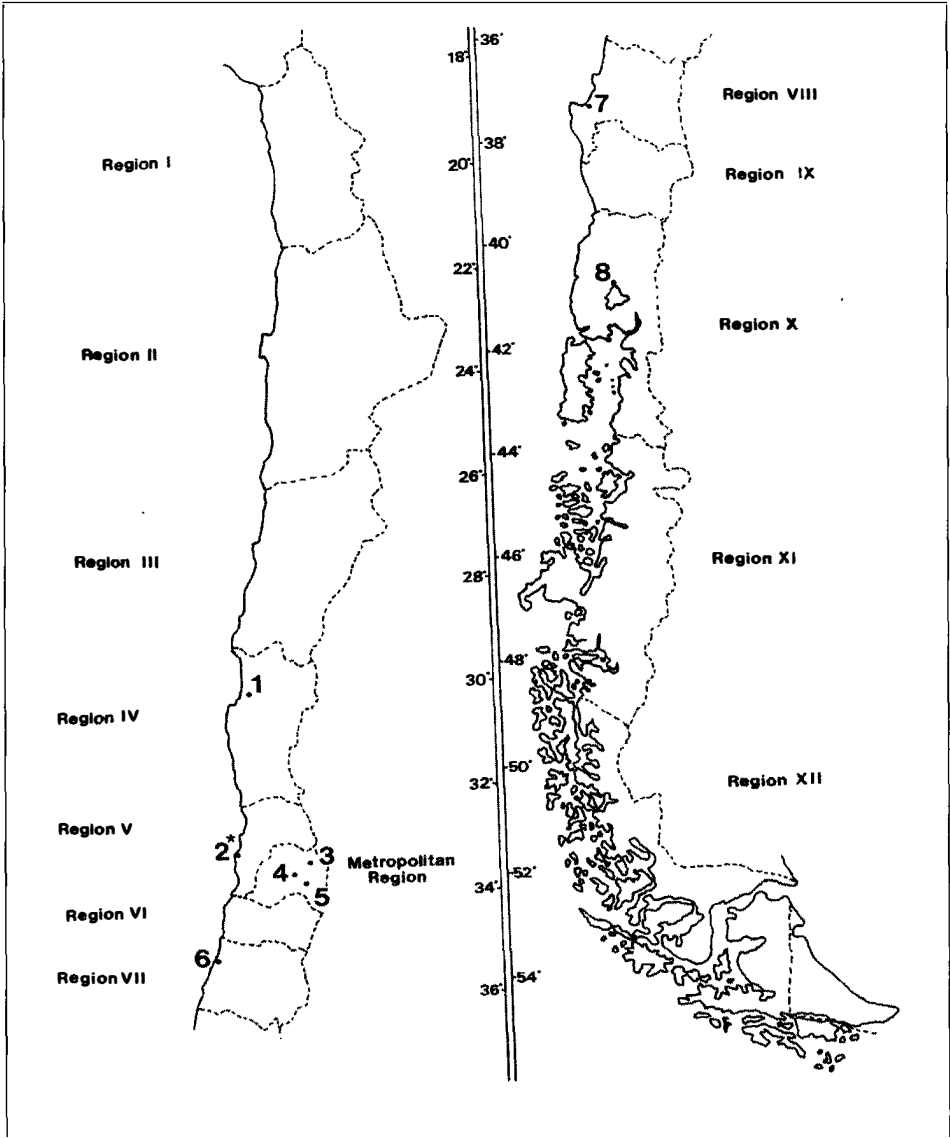 Region I
Region II
Region III
1
Region IV
Region V
2*
3
4
5
Metropolitan
Region
Region VI
6
Region VII
18°
20°
22°
24°
26°
28°
30°
32°
34°
36°
36°
38°
40°
42°
44°
46°
48°
50°
52°
54°
7
Region VIII
Region IX
8
Region X
Region XI
Region XII